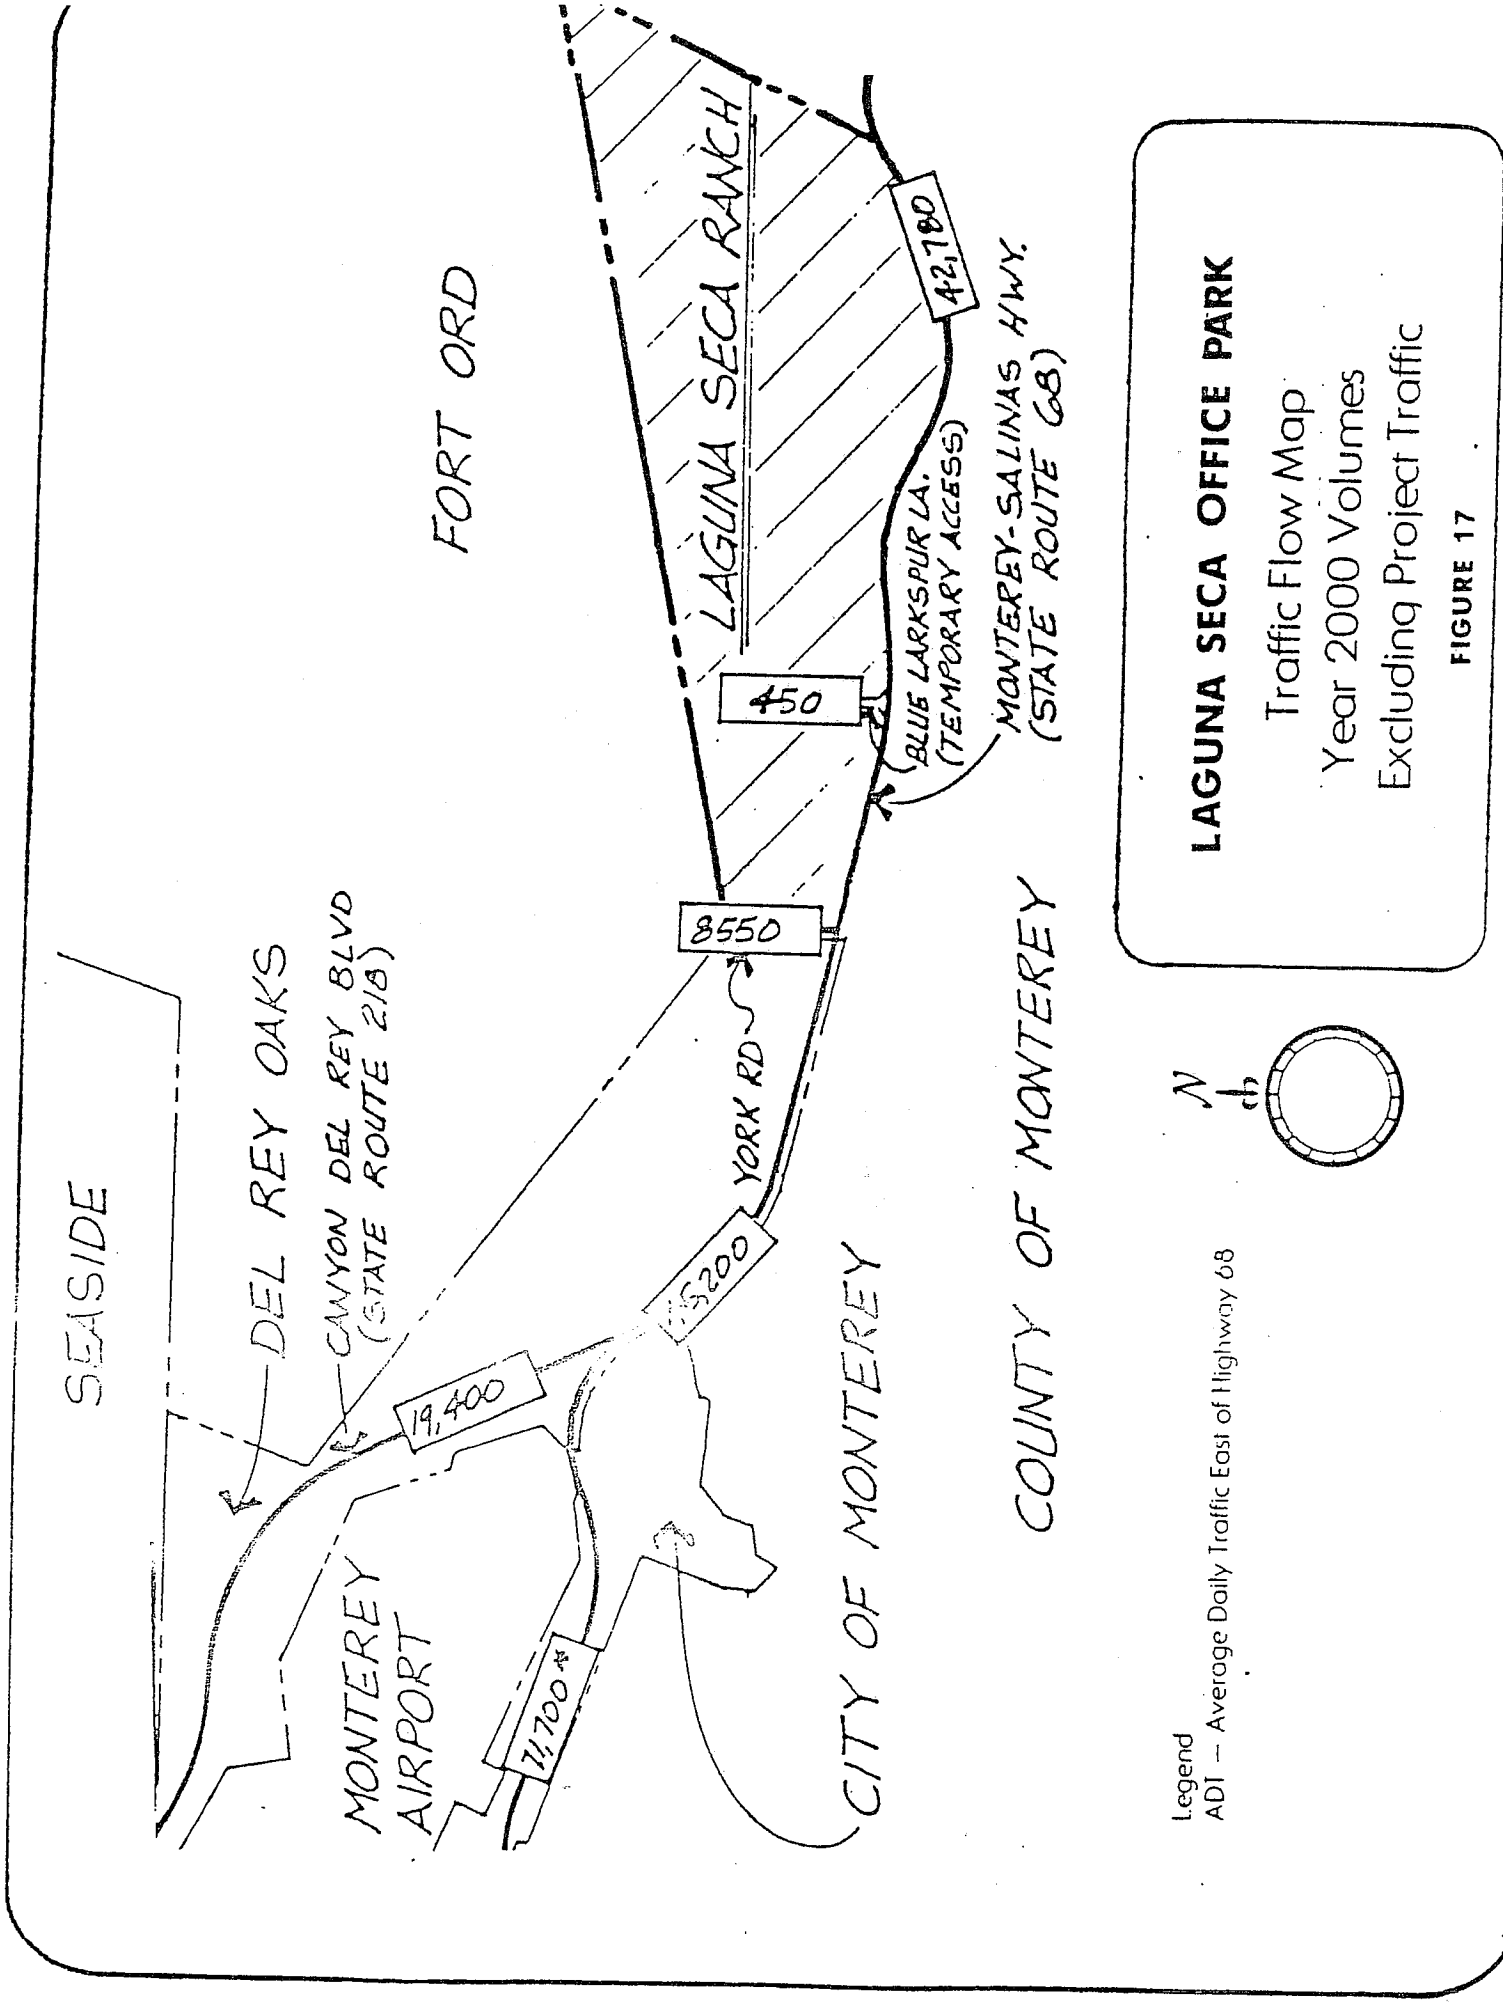 SEASIDE
DEL REY OAKS
CANYON DEL REY BLVD
(STATE ROUTE 218)
FORT ORD
MONTEREY
AIRPORT
19,400
LAGUNA SECA RANCH
8550
450
YORK RD
42,780
BLUE LARKSPUR LA.
(TEMPORARY ACCESS)
MONTEREY-SALINAS HWY.
(STATE ROUTE 68)
CITY OF MONTEREY
COUNTY OF MONTEREY
N
Legend
ADT – Average Daily Traffic East of Highway 68
LAGUNA SECA OFFICE PARK
Traffic Flow Map
Year 2000 Volumes
Excluding Project Traffic
FIGURE 17